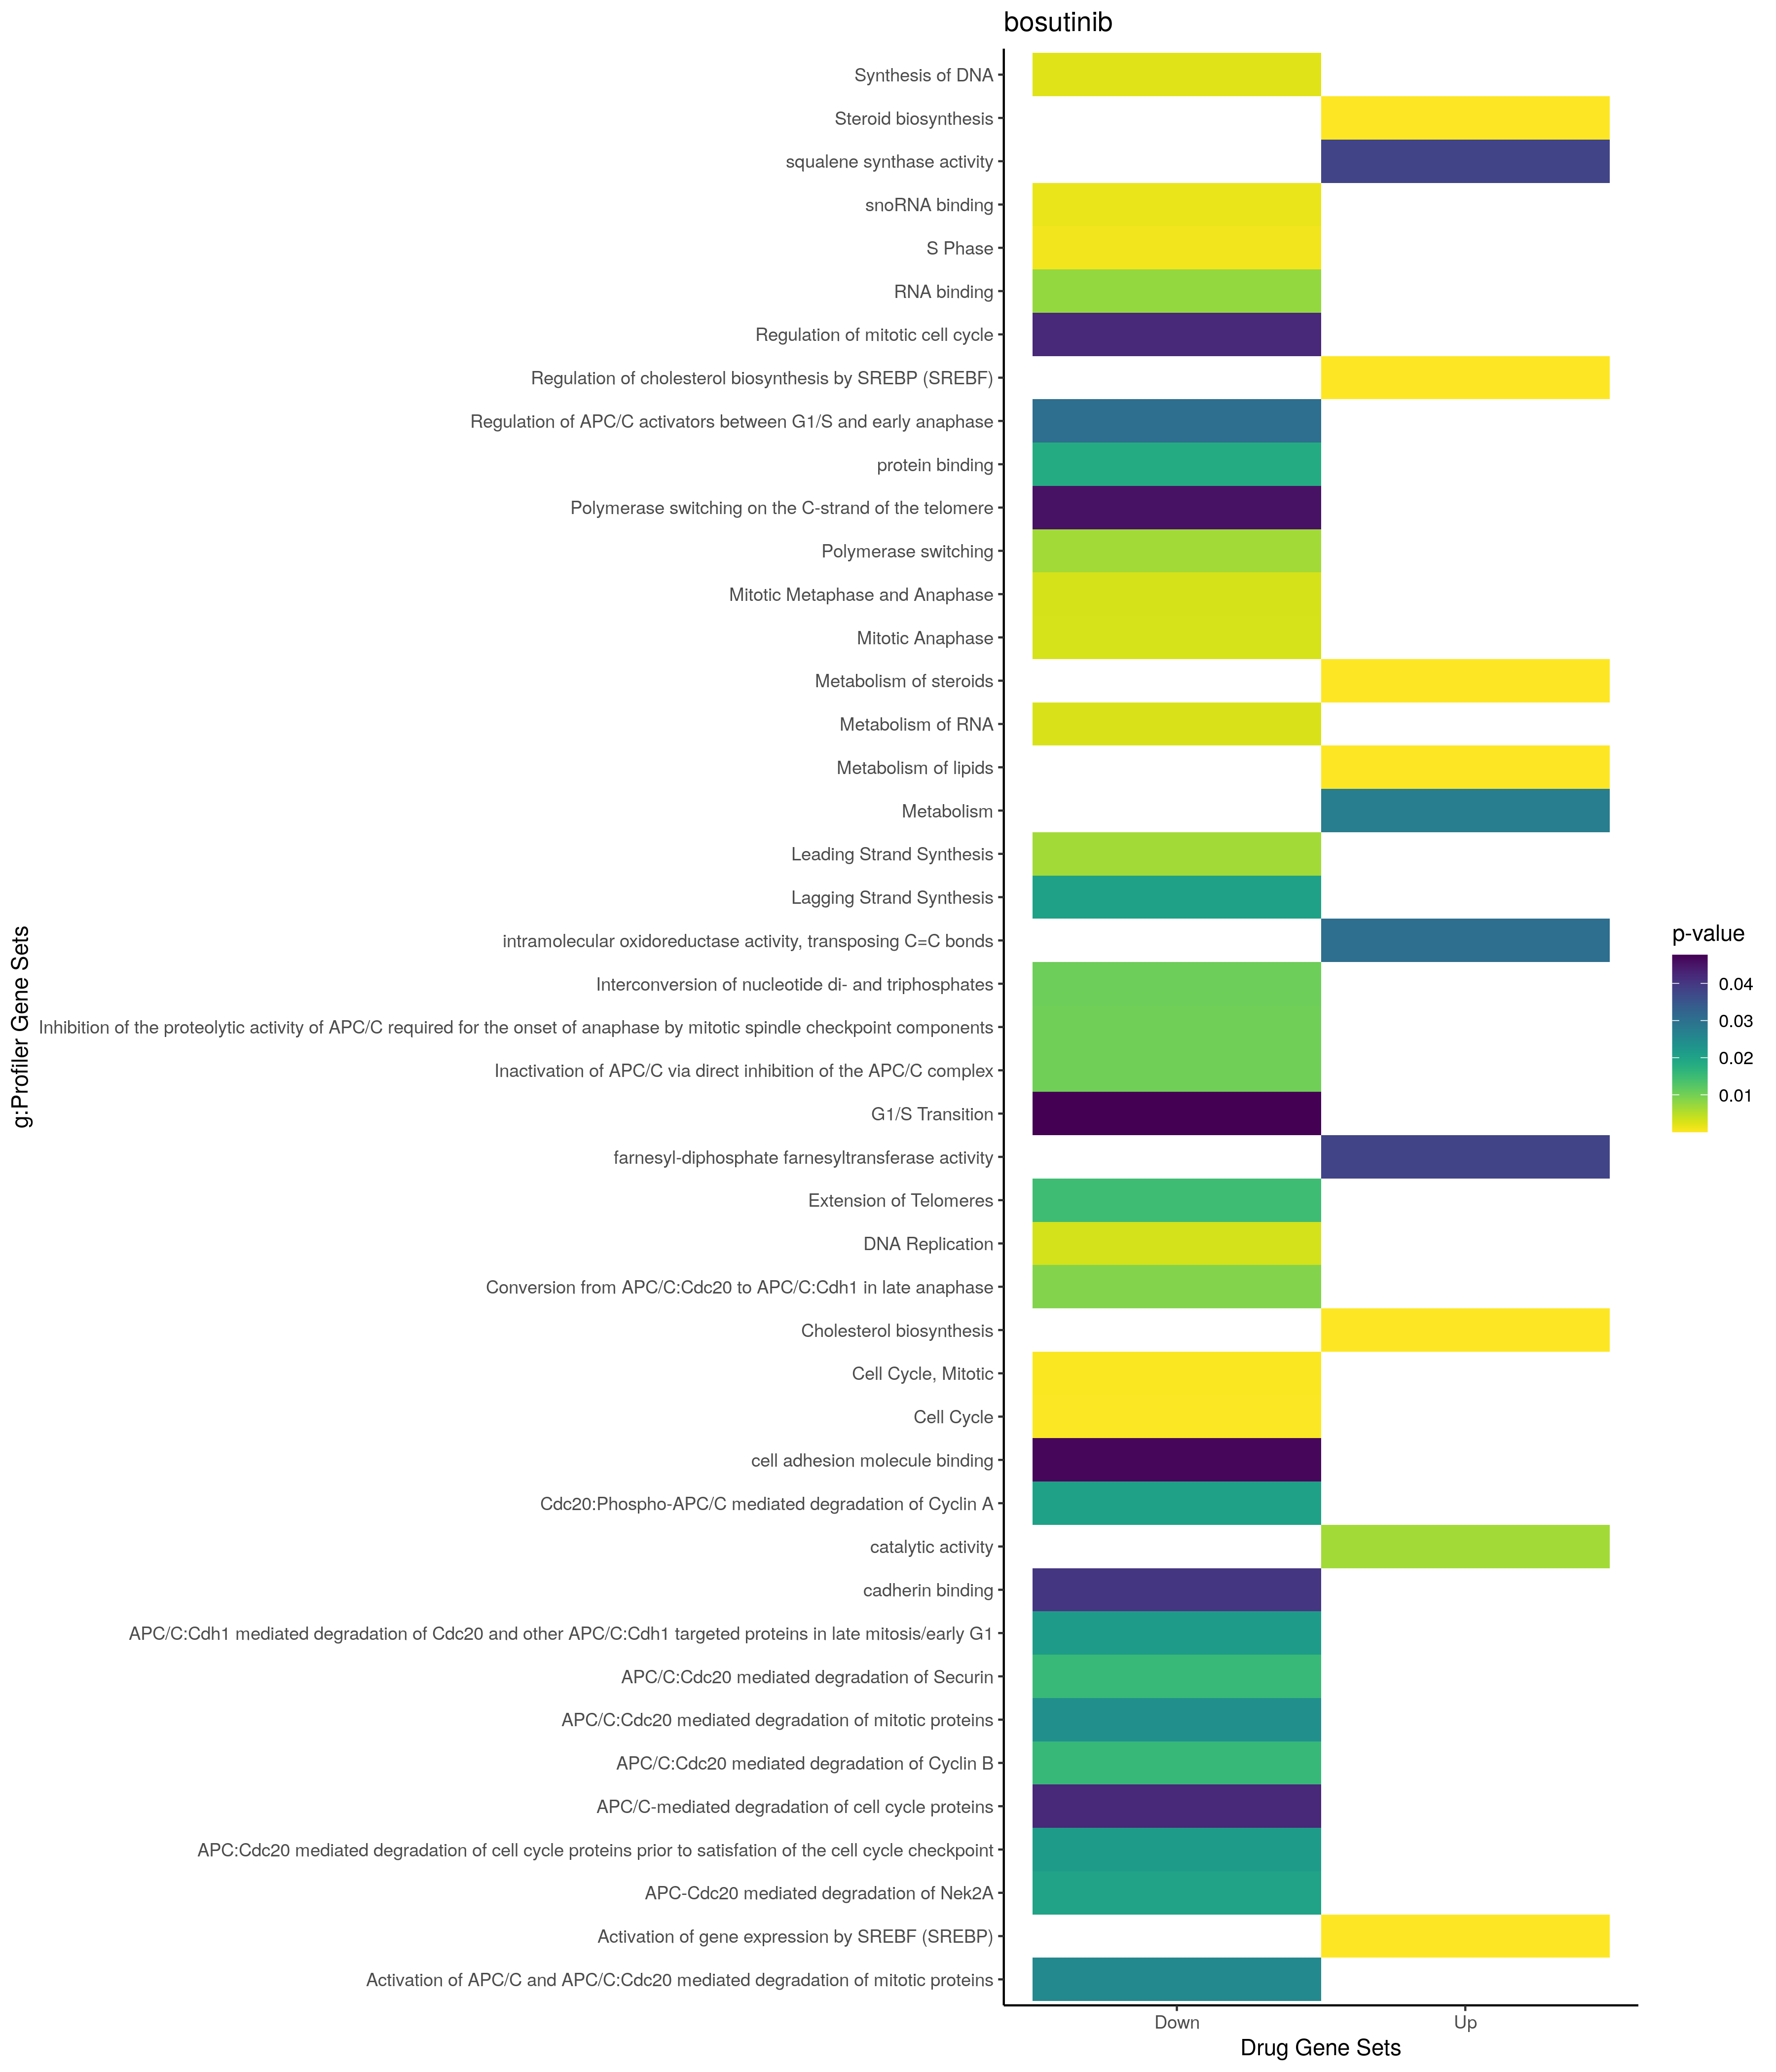 bosutinib
Synthesis of DNA
Steroid biosynthesis
squalene synthase activity
snoRNA binding
S Phase
RNA binding
Regulation of mitotic cell cycle
Regulation of cholesterol biosynthesis by SREBP (SREBF)
Regulation of APC/C activators between G1/S and early anaphase
protein binding
Polymerase switching on the C-strand of the telomere
Polymerase switching
Mitotic Metaphase and Anaphase
Mitotic Anaphase
Metabolism of steroids
Metabolism of RNA
Metabolism of lipids
Metabolism
Leading Strand Synthesis
Lagging Strand Synthesis
intramolecular oxidoreductase activity, transposing C=C bonds
Interconversion of nucleotide di- and triphosphates
Inhibition of the proteolytic activity of APC/C required for the onset of anaphase by mitotic spindle checkpoint components
Inactivation of APC/C via direct inhibition of the APC/C complex
G1/S Transition
farnesyl-diphosphate farnesyltransferase activity
Extension of Telomeres
DNA Replication
Conversion from APC/C:Cdc20 to APC/C:Cdh1 in late anaphase
Cholesterol biosynthesis
Cell Cycle, Mitotic
Cell Cycle
cell adhesion molecule binding
Cdc20:Phospho-APC/C mediated degradation of Cyclin A
catalytic activity
cadherin binding
APC/C:Cdh1 mediated degradation of Cdc20 and other APC/C:Cdh1 targeted proteins in late mitosis/early G1
APC/C:Cdc20 mediated degradation of Securin
APC/C:Cdc20 mediated degradation of mitotic proteins
APC/C:Cdc20 mediated degradation of Cyclin B
APC/C-mediated degradation of cell cycle proteins
APC:Cdc20 mediated degradation of cell cycle proteins prior to satisfation of the cell cycle checkpoint
APC-Cdc20 mediated degradation of Nek2A
Activation of gene expression by SREBF (SREBP)
Activation of APC/C and APC/C:Cdc20 mediated degradation of mitotic proteins
g:Profiler Gene Sets
Down
Up
Drug Gene Sets
p-value
0.04
0.03
0.02
0.01